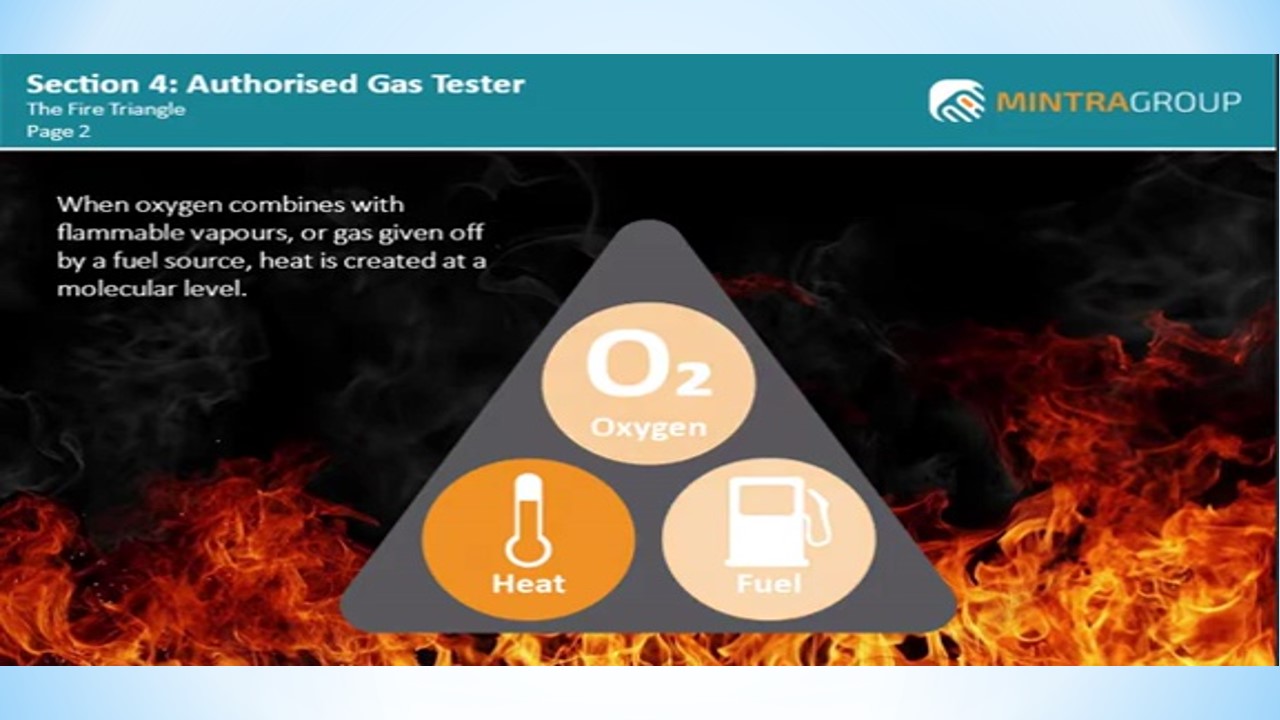 Section 4: Authorised Gas Tester
The Fire Triangle
Page 2
MINTRAGROUP
When oxygen combines with
flammable vapours, or gas given off
by a fuel source, heat is created at a
molecular level.
O₂
Oxygen
Heat
Fuel